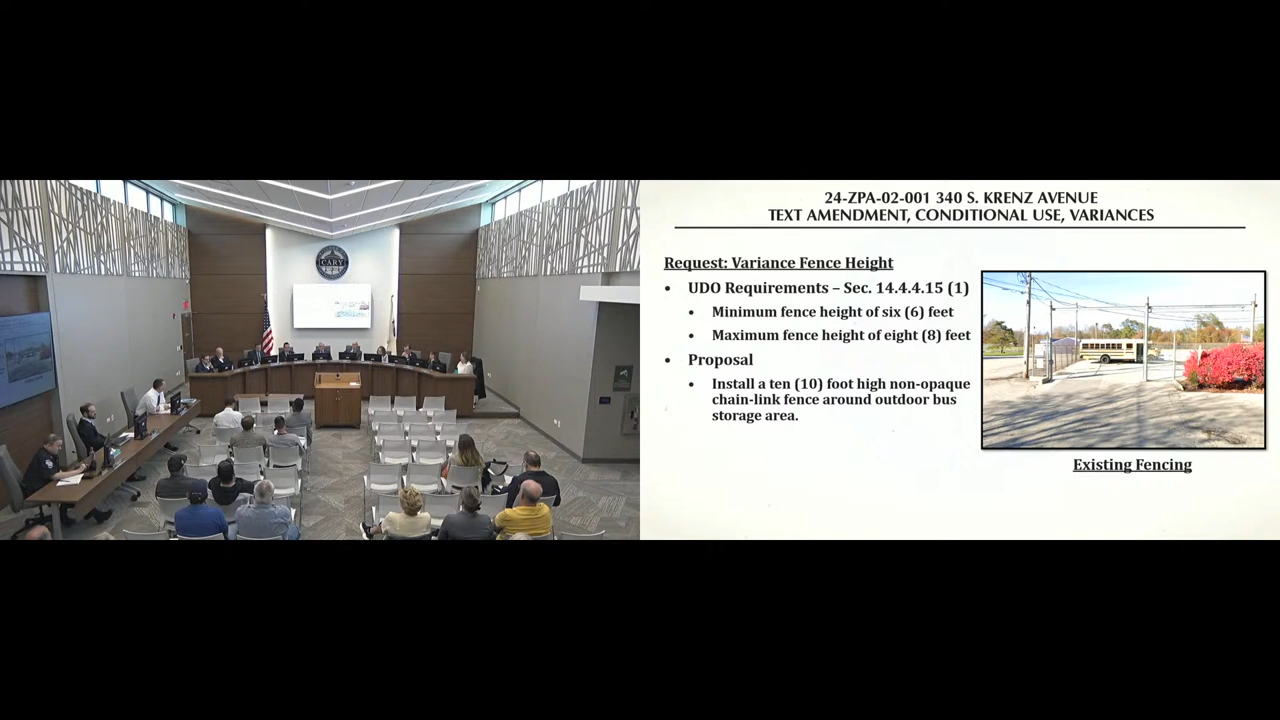 CARY
24-ZPA-02-001 340 S. KRENZ AVENUE
TEXT AMENDMENT, CONDITIONAL USE, VARIANCES
Request: Variance Fence Height
• UDO Requirements – Sec. 14.4.4.15 (1)
• Minimum fence height of six (6) feet
• Maximum fence height of eight (8) feet
• Proposal
• Install a ten (10) foot high non-opaque
chain-link fence around outdoor bus
storage area.
Existing Fencing